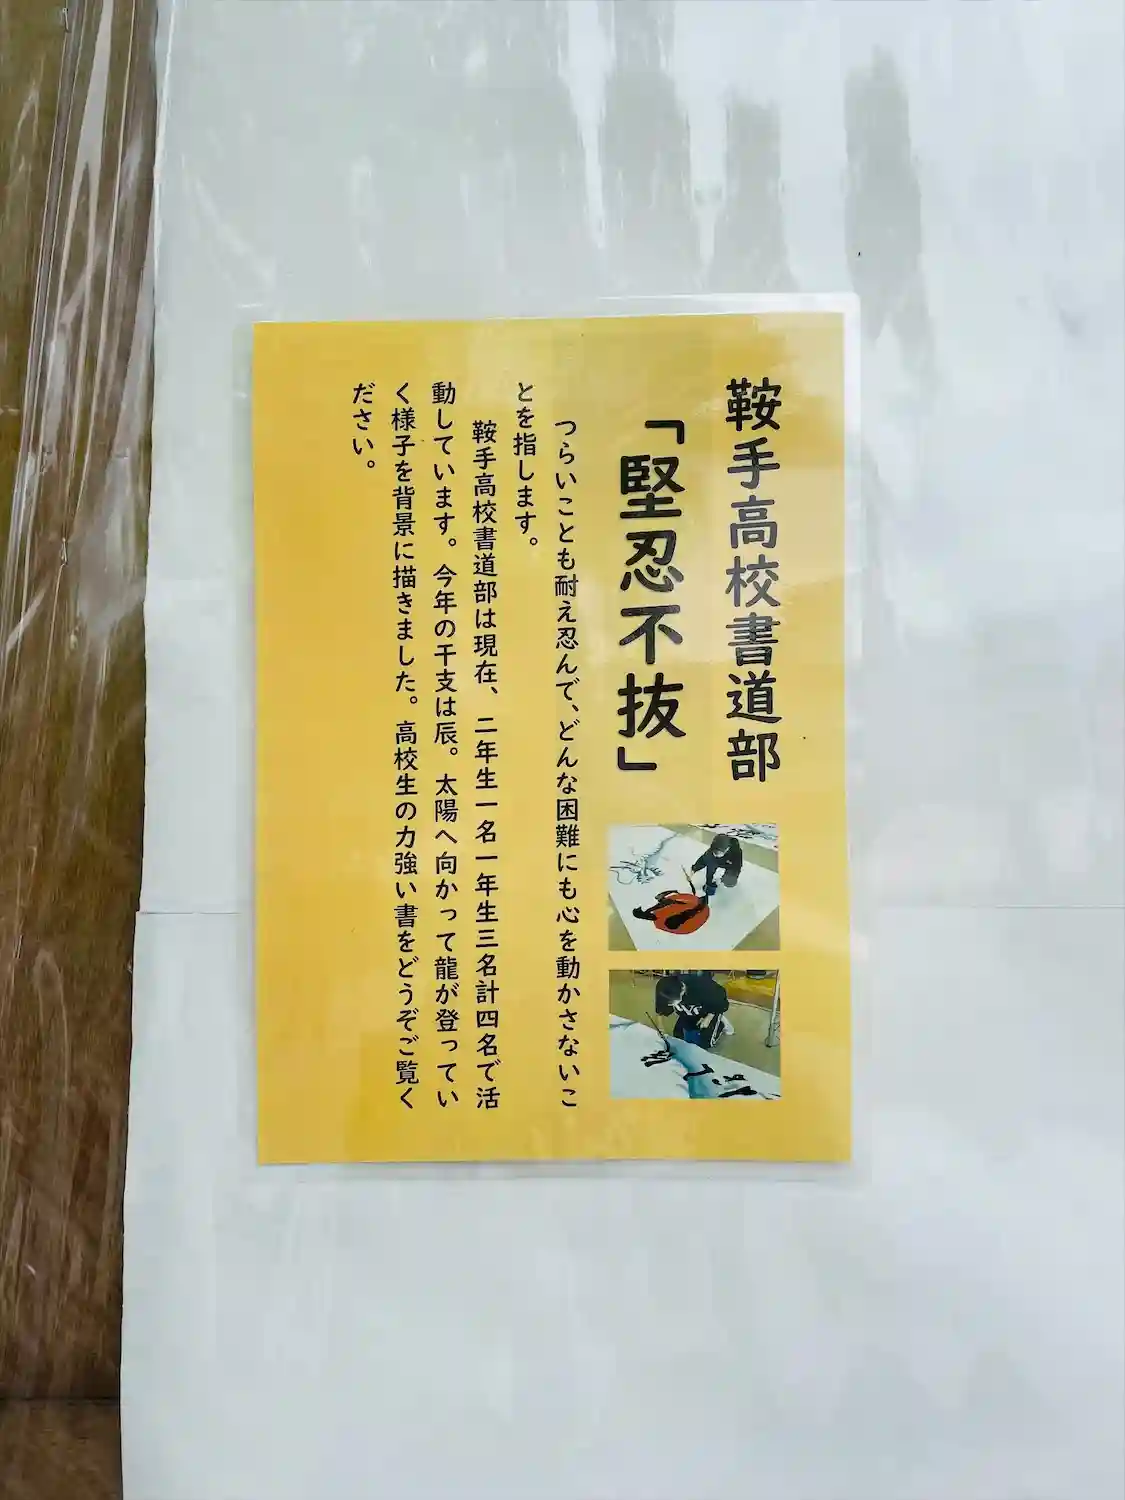 鞍手高校書道部
「堅忍不抜」
つらいことも耐え忍んで、どんな困難にも心を動かさないこ
とを指します。
鞍手高校書道部は現在、二年生一名一年生三名計四名で活
動しています。今年の干支は辰。太陽へ向かって龍が登ってい
く様子を背景に描きました。高校生の力強い書をどうぞご覧く
ださい。